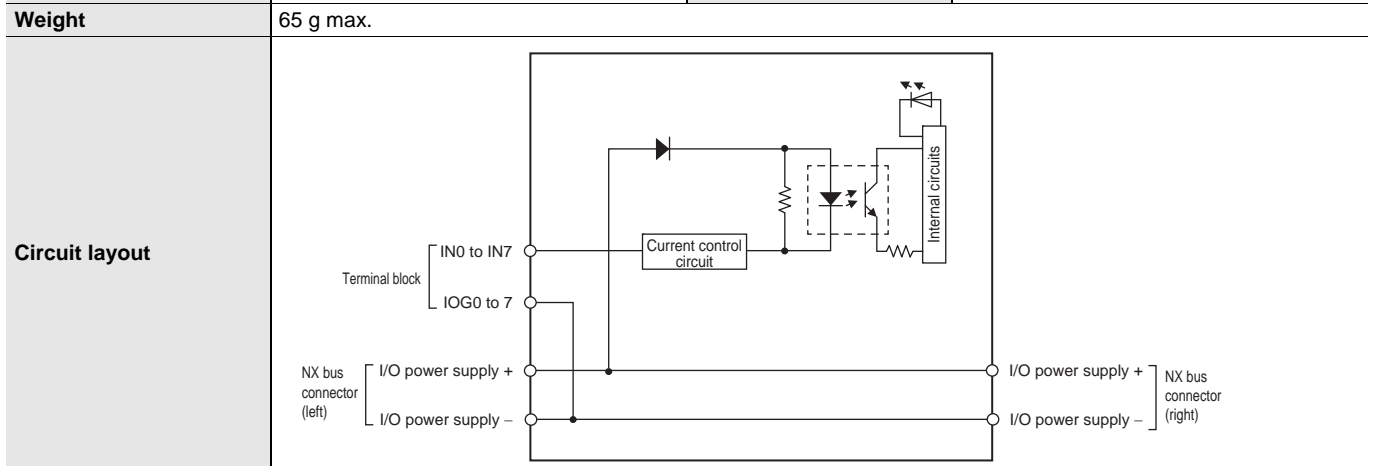 Weight
65 g max.
Circuit layout
Internal circuits
IN0 to IN7
Current control
circuit
Terminal block
IOG0 to 7
NX bus
connector
(left)
I/O power supply +
I/O power supply −
I/O power supply +
I/O power supply −
NX bus
connector
(right)